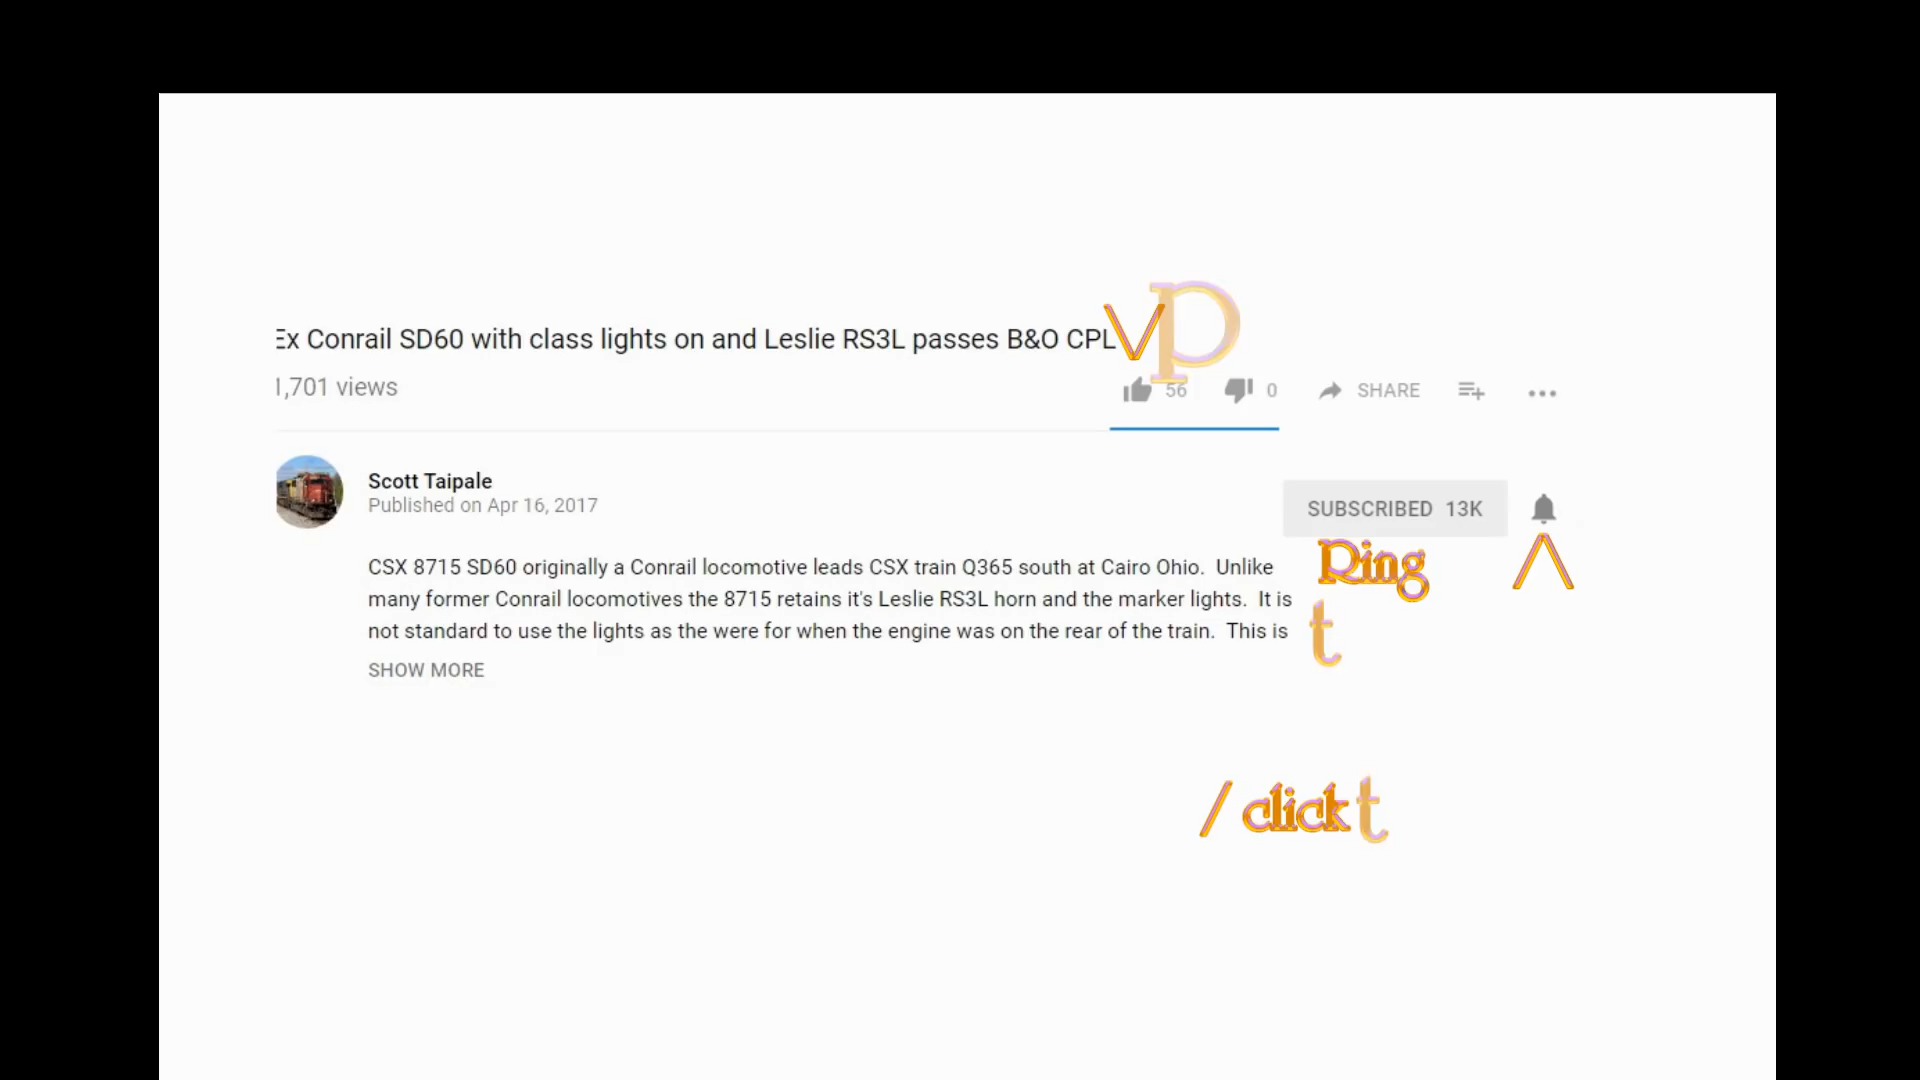 Ex Conrail SD60 with class lights on and Leslie RS3L passes B&O CPL
V P
1,701 views
56 0 SHARE
Scott Taipale
Published on Apr 16, 2017
SUBSCRIBED 13K
CSX 8715 SD60 originally a Conrail locomotive leads CSX train Q365 south at Cairo Ohio. Unlike
many former Conrail locomotives the 8715 retains it's Leslie RS3L horn and the marker lights. It is
not standard to use the lights as the were for when the engine was on the rear of the train. This is
SHOW MORE
Ring /\
t
/ click t